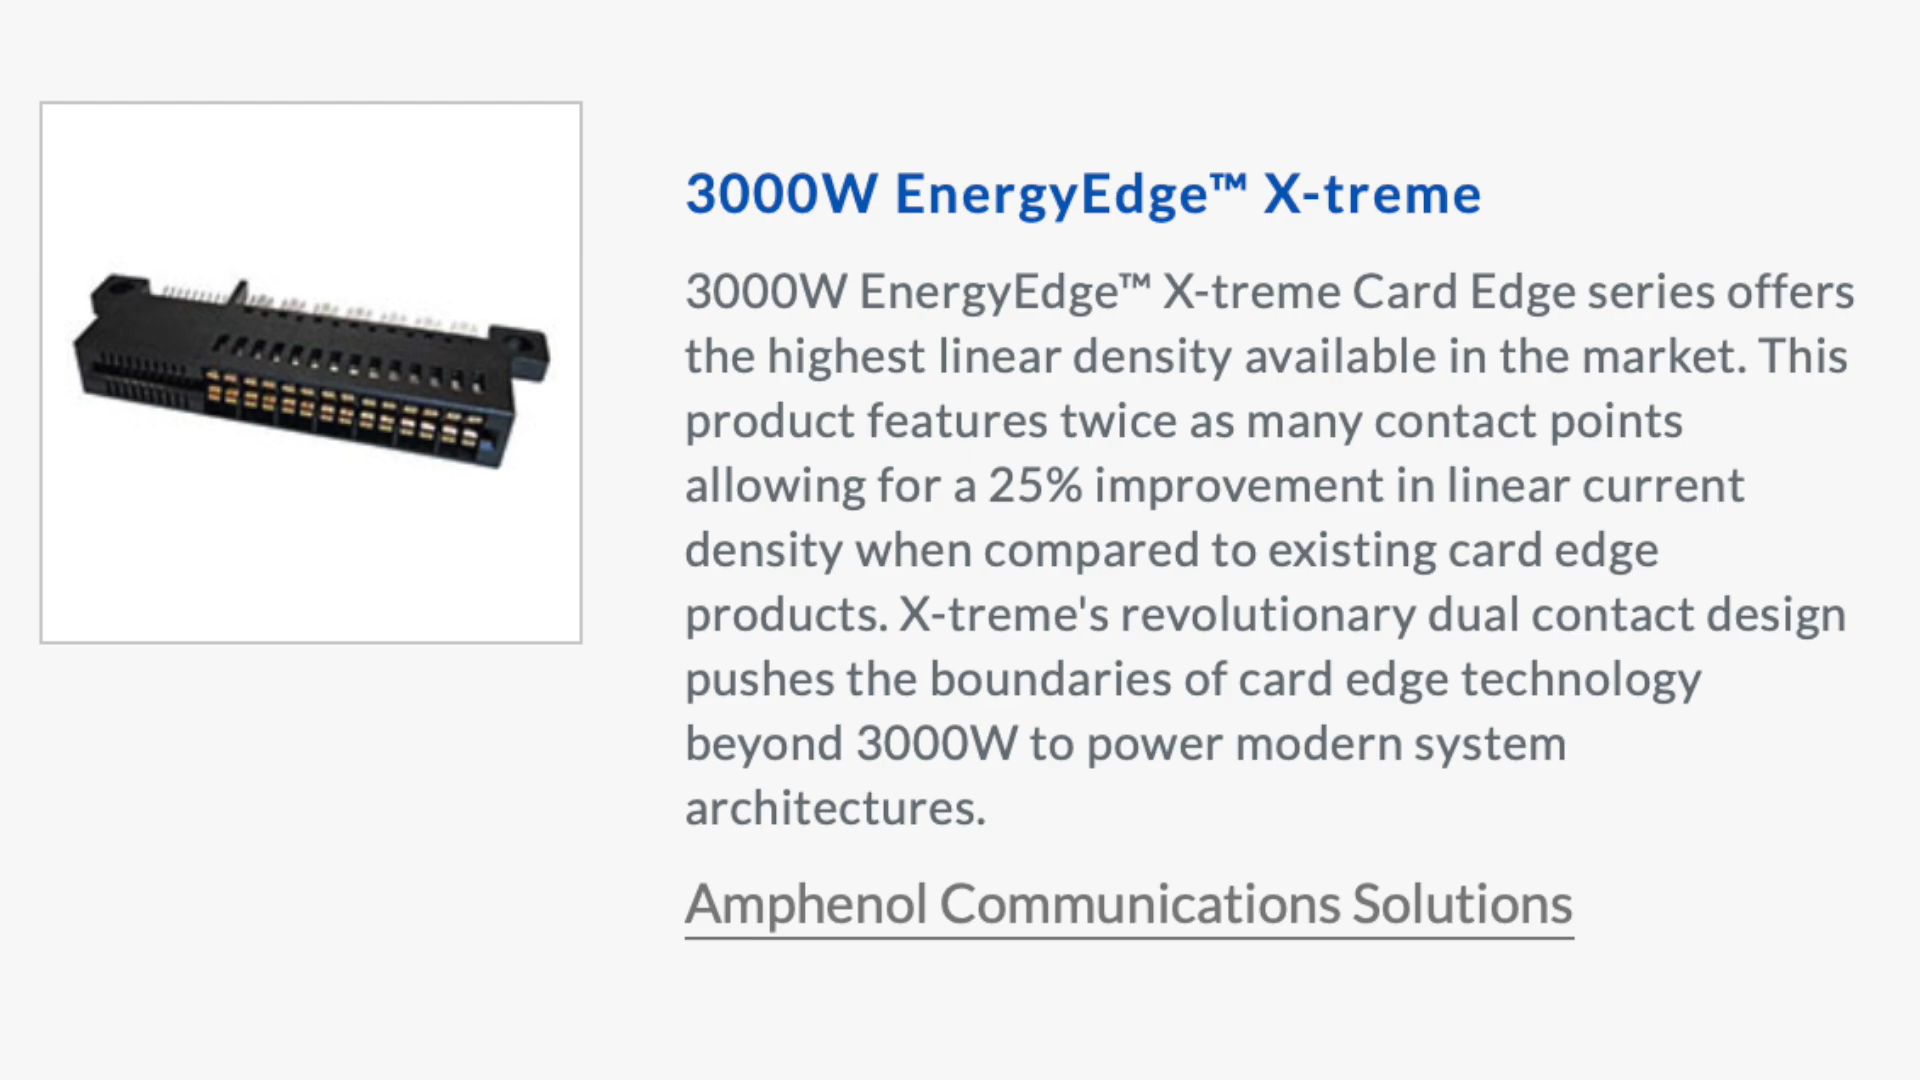 3000W EnergyEdge™ X-treme
3000W EnergyEdge™ X-treme Card Edge series offers
the highest linear density available in the market. This
product features twice as many contact points
allowing for a 25% improvement in linear current
density when compared to existing card edge
products. X-treme's revolutionary dual contact design
pushes the boundaries of card edge technology
beyond 3000W to power modern system
architectures.
Amphenol Communications Solutions